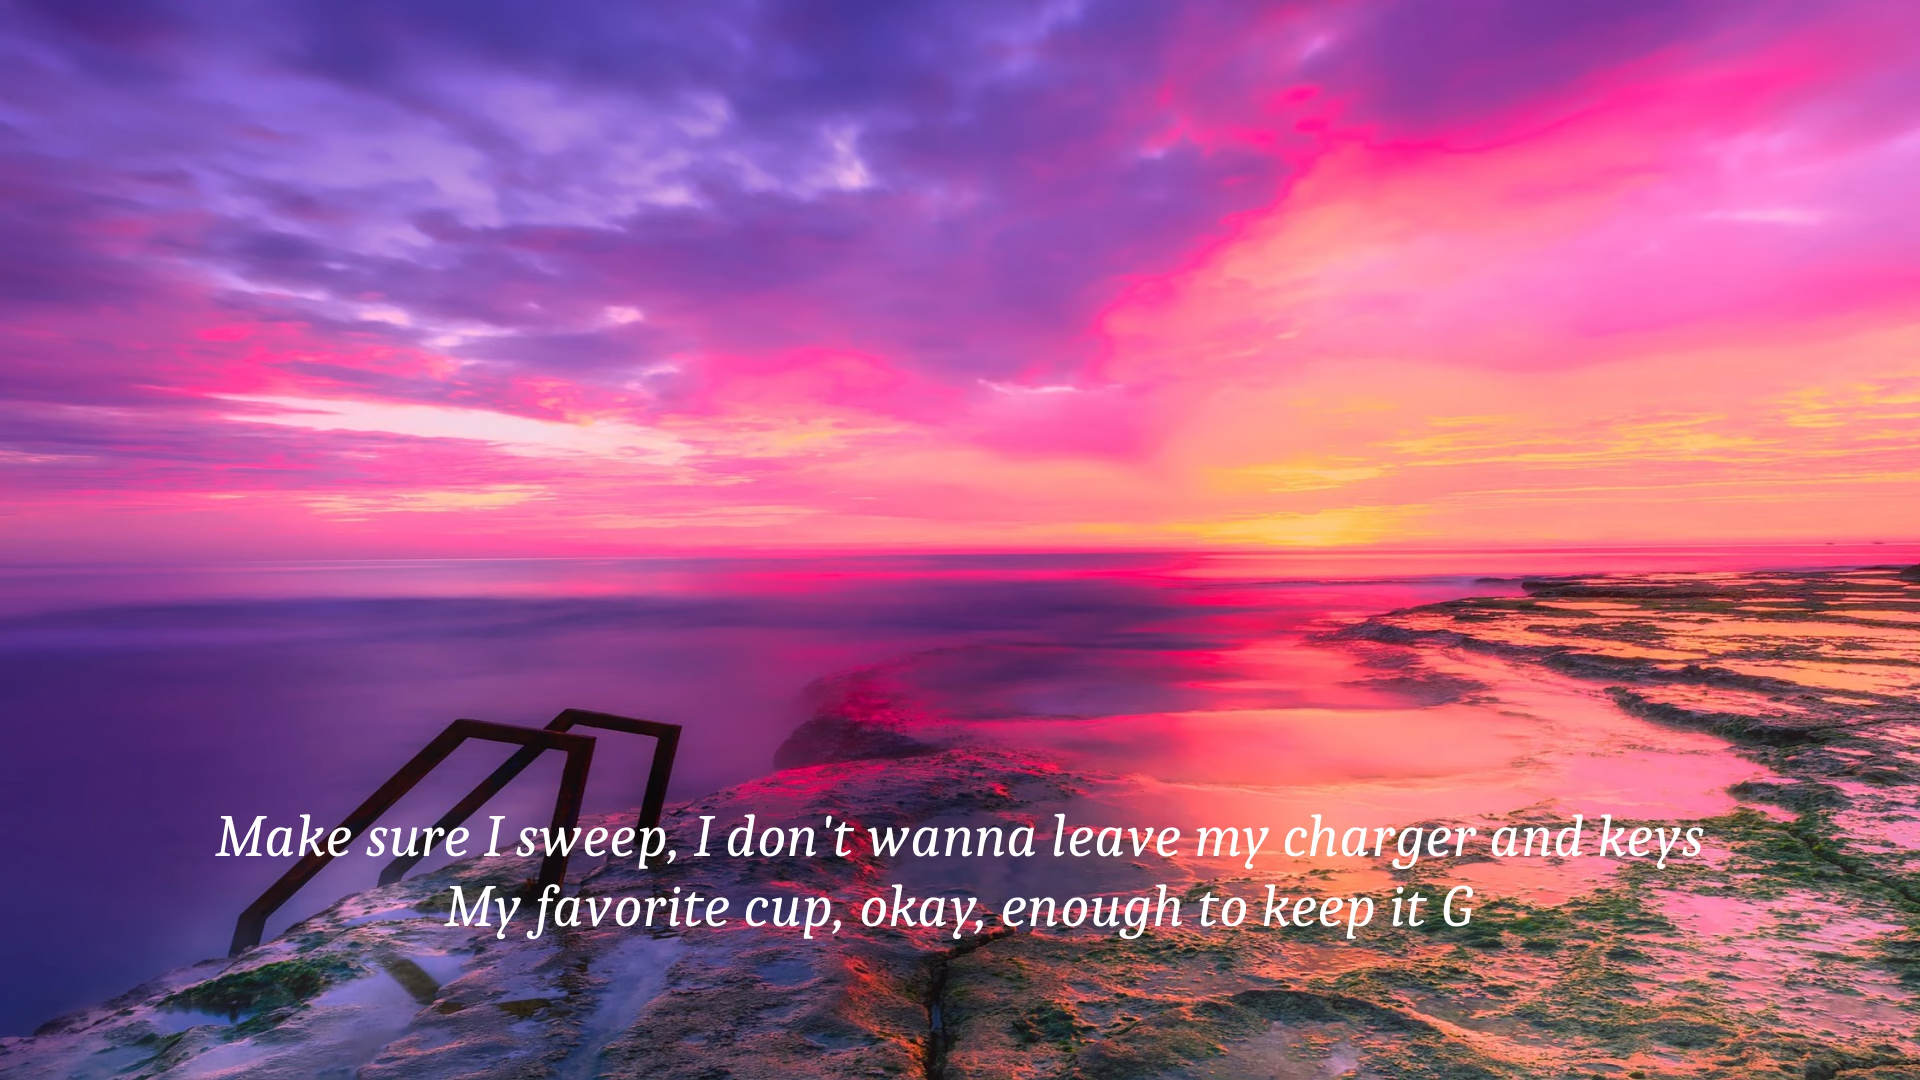 Make sure I sweep, I don't wanna leave my charger and keys
My favorite cup, okay, enough to keep it G